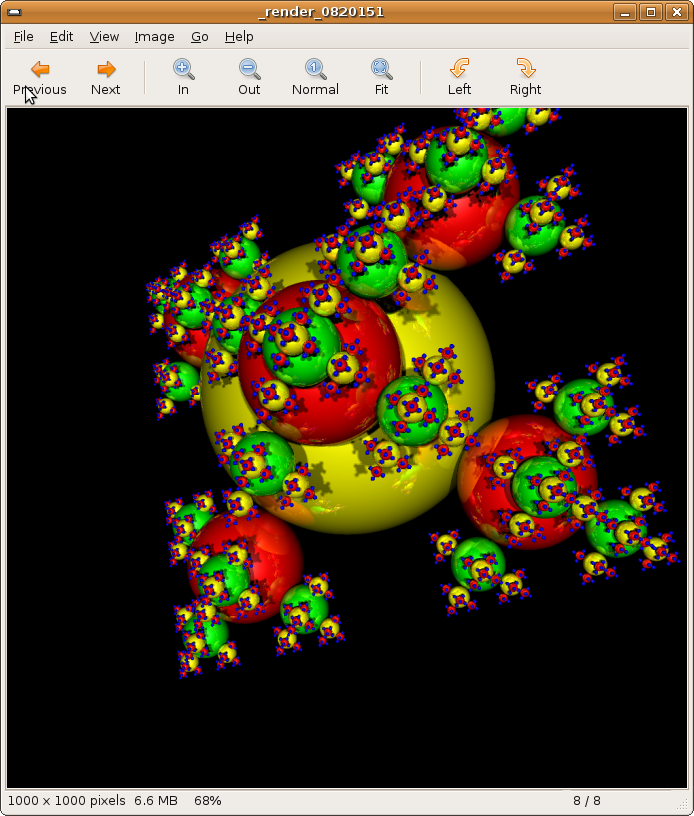 _render_0820151
File Edit View Image Go Help
Previous Next In Out Normal Fit Left Right
1000 x 1000 pixels 6.6 MB 68% 8 / 8